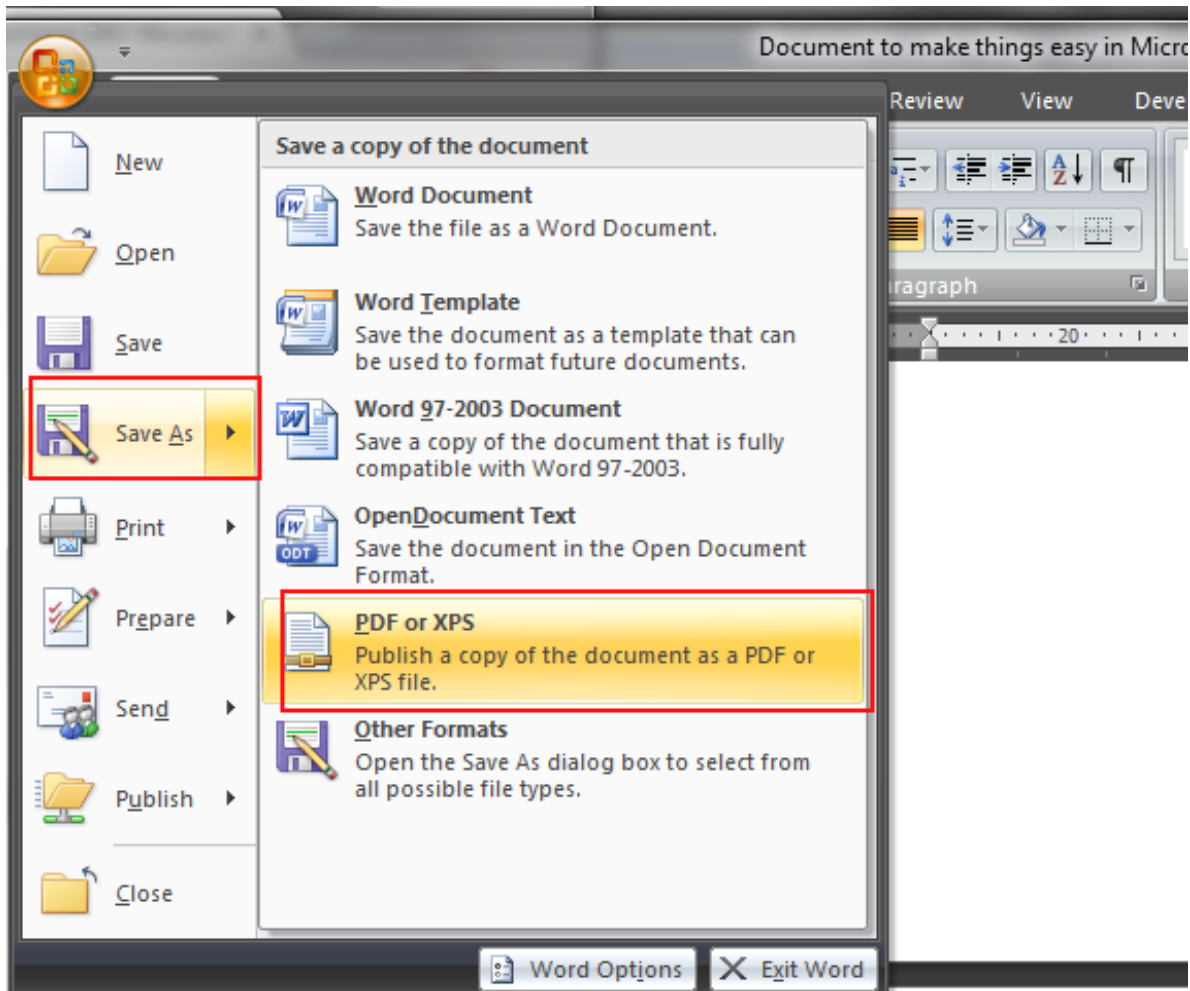 Document to make things easy in Micro
Review View Deve
New
Open
Save
Save As
Print
Prepare
Send
Publish
Close
Save a copy of the document
Word Document
Save the file as a Word Document.
Word Template
Save the document as a template that can
be used to format future documents.
Word 97-2003 Document
Save a copy of the document that is fully
compatible with Word 97-2003.
OpenDocument Text
Save the document in the Open Document
Format.
ODT
PDF or XPS
Publish a copy of the document as a PDF or
XPS file.
Other Formats
Open the Save As dialog box to select from
all possible file types.
ragraph
20
Word Options Exit Word